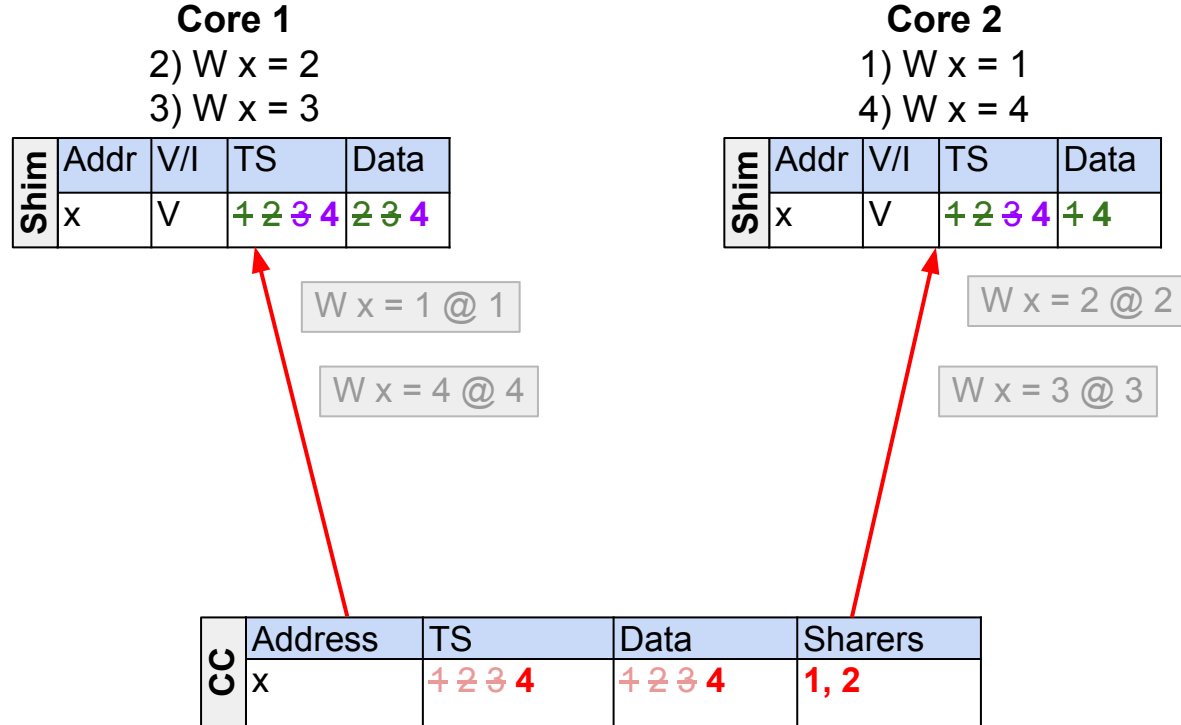 Core 1
2) W x = 2
3) W x = 3
Shim
Addr V/I TS Data
x V 1 2 3 4 2 3 4
Core 2
1) W x = 1
4) W x = 4
Shim
Addr V/I TS Data
x V 1 2 3 4 1 4
W x = 1 @ 1
W x = 4 @ 4
W x = 2 @ 2
W x = 3 @ 3
CC
Address TS Data Sharers
x 1 2 3 4 1 2 3 4 1, 2